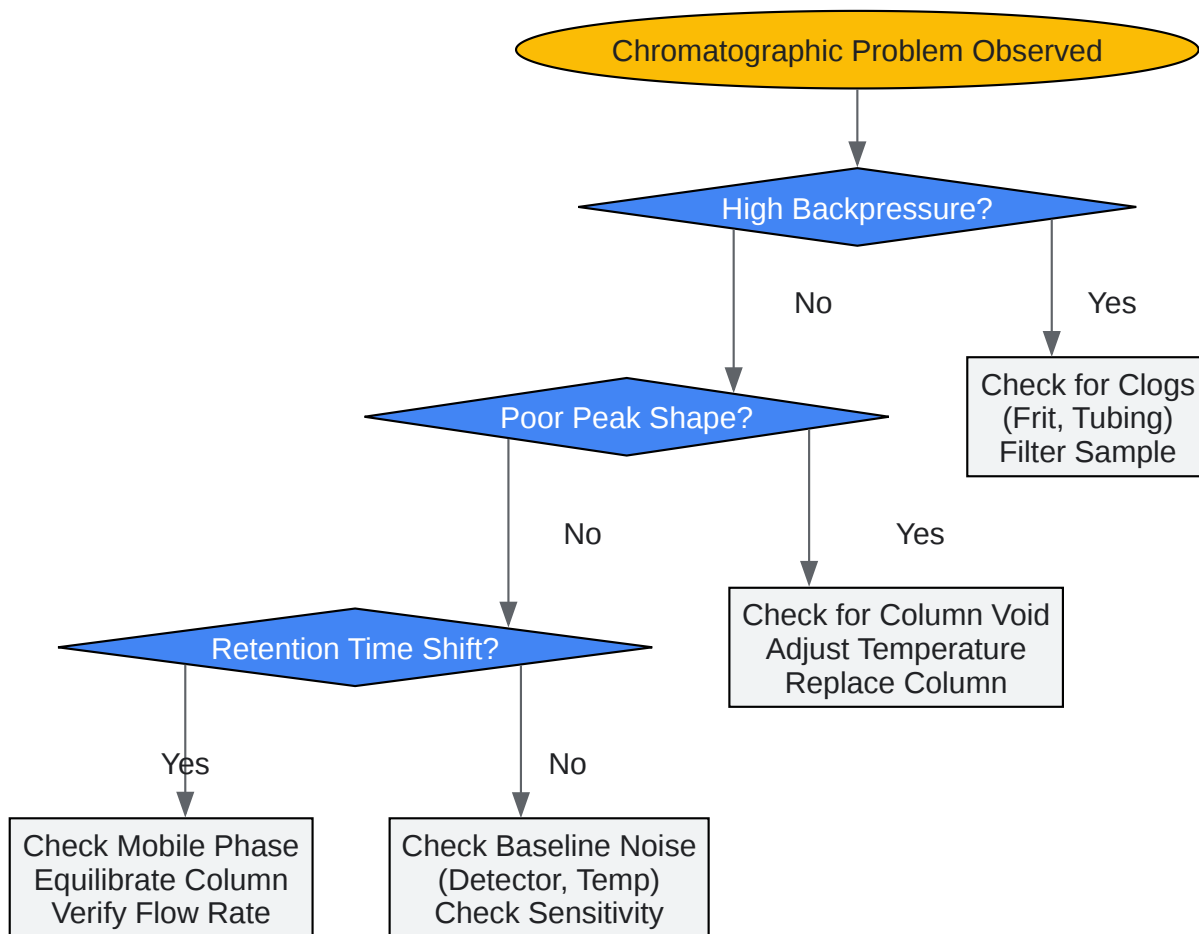 Chromatographic Problem Observed
High Backpressure?
No
Yes
Check for Clogs
(Frit, Tubing)
Filter Sample
Poor Peak Shape?
No
Yes
Check for Column Void
Adjust Temperature
Replace Column
Retention Time Shift?
Yes
No
Check Mobile Phase
Equilibrate Column
Verify Flow Rate
Check Baseline Noise
(Detector, Temp)
Check Sensitivity